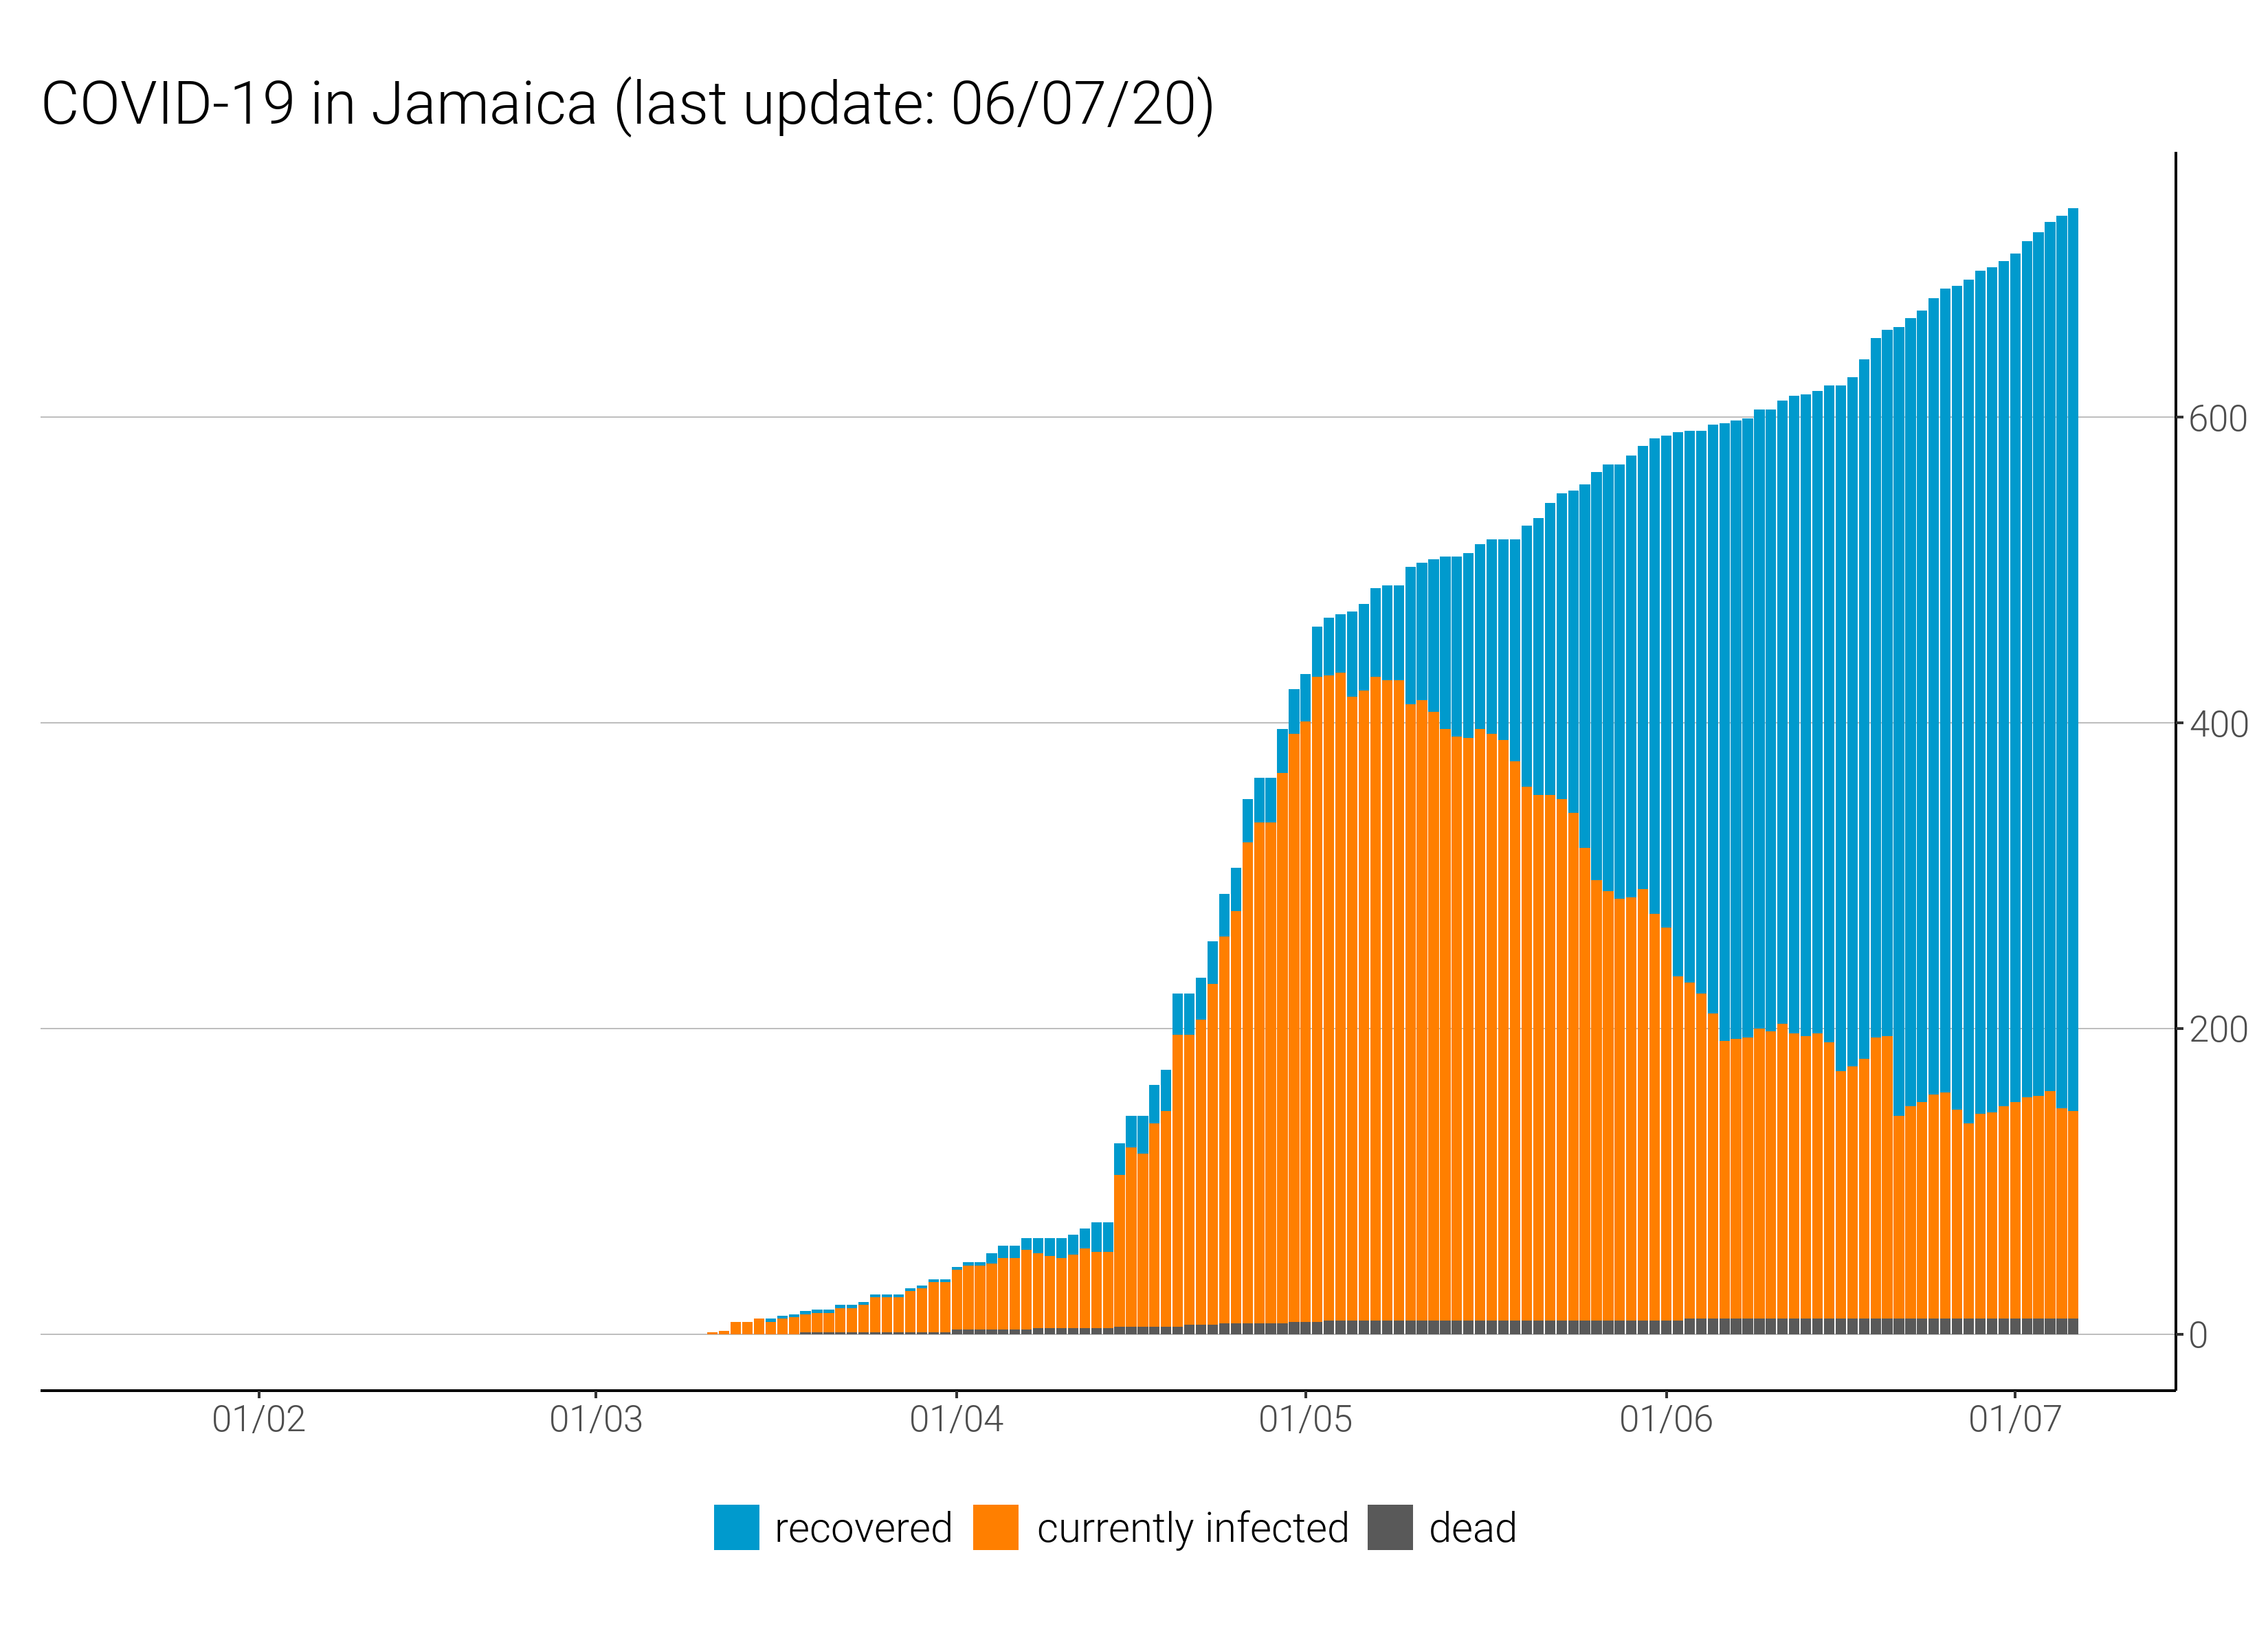 COVID-19 in Jamaica (last update: 06/07/20)
600
400
200
0
01/02 01/03 01/04 01/05 01/06 01/07
recovered currently infected dead